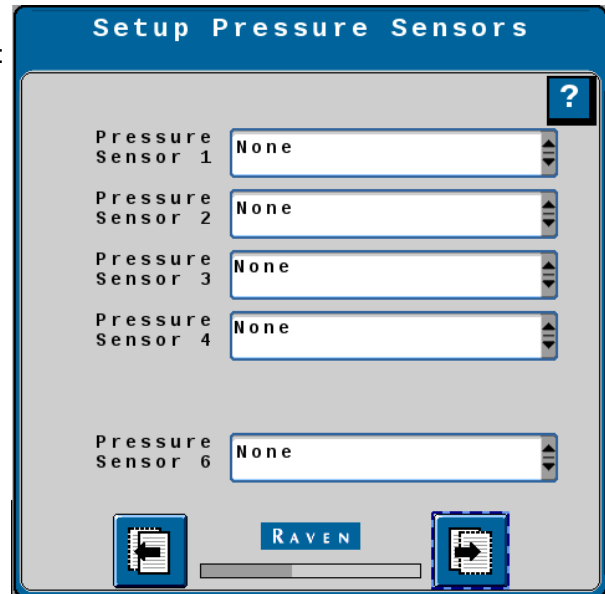 Setup Pressure Sensors
:
?
Pressure
Sensor 1
None
Pressure
Sensor 2
None
Pressure
Sensor 3
None
Pressure
Sensor 4
None
Pressure
Sensor 6
None
RAVEN